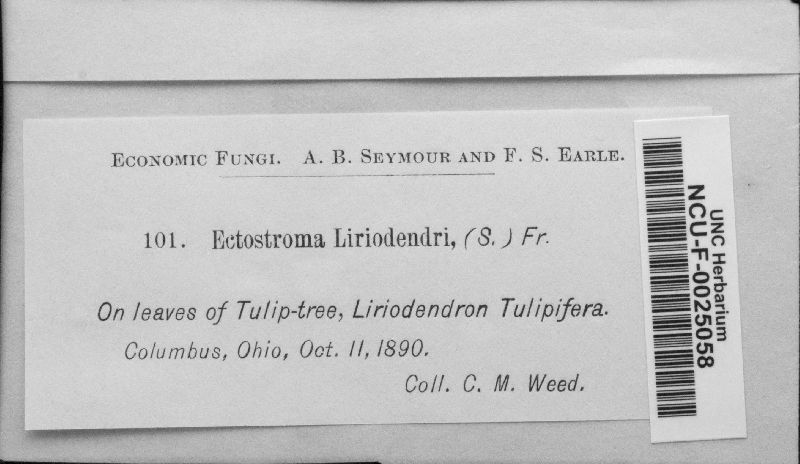 Economic Fungi. A. B. Seymour and F. S. Earle.
101. Ectostroma Liriodendri, (S.) Fr.
On leaves of Tulip-tree, Liriodendron Tulipifera.
Columbus, Ohio, Oct. 11, 1890.
Coll. C. M. Weed.
UNC Herbarium
NCU-F-0025058